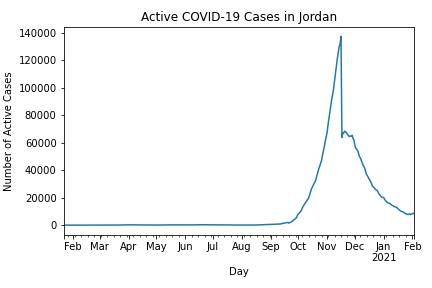 Active COVID-19 Cases in Jordan
140000
120000
100000
80000
60000
40000
20000
0
Number of Active Cases
Feb Mar Apr May Jun Jul Aug Sep Oct Nov Dec Jan Feb
2021
Day